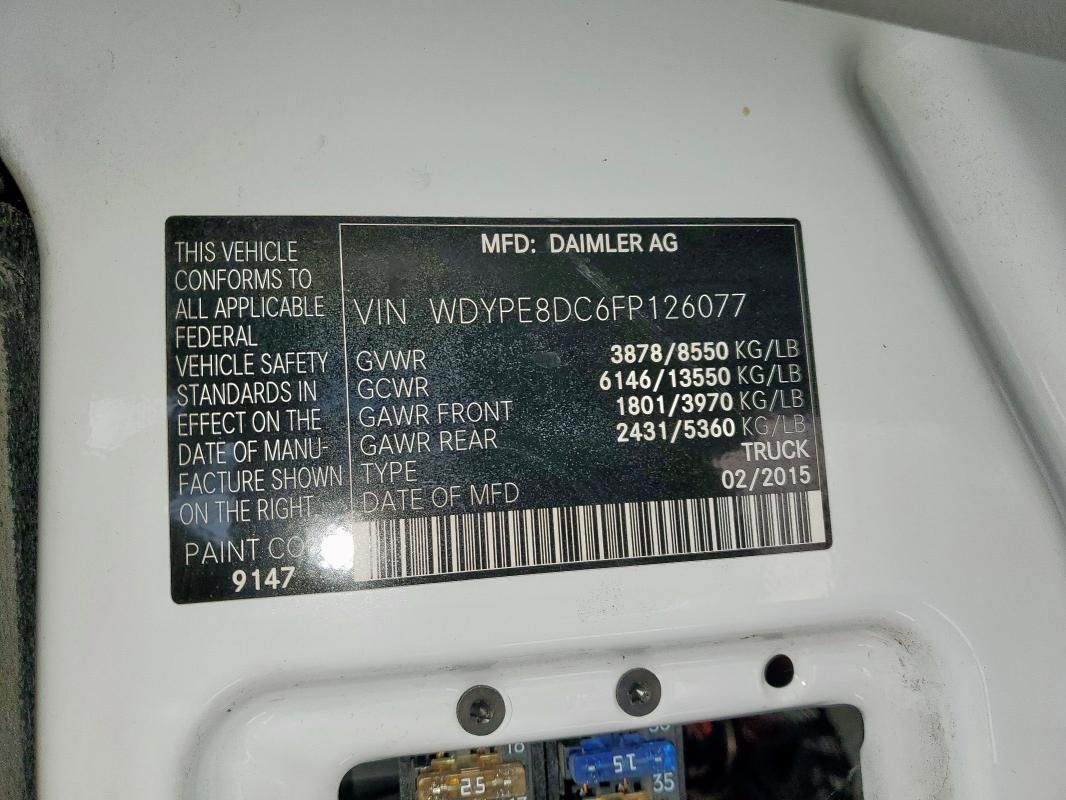 THIS VEHICLE
CONFORMS TO
ALL APPLICABLE
FEDERAL
VEHICLE SAFETY
STANDARDS IN
EFFECT ON THE
DATE OF MANU-
FACTURE SHOWN
ON THE RIGHT
PAINT CO
9147
MFD: DAIMLER AG
VIN WDYPE8DC6FP126077
GVWR 3878/8550 KG/LB
GCWR 6146/13550 KG/LB
GAWR FRONT 1801/3970 KG/LB
GAWR REAR 2431/5360 KG/LB
TYPE TRUCK
DATE OF MFD 02/2015
18
25
15
35